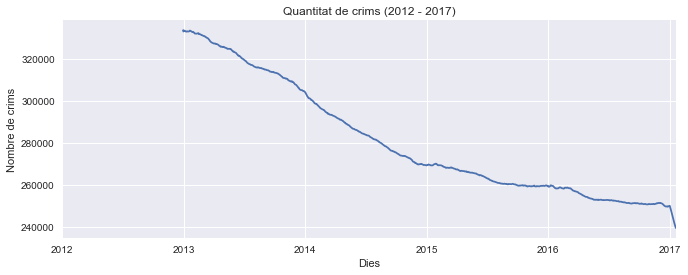 Quantitat de crims (2012 - 2017)
Nombre de crims
320000
300000
280000
260000
240000
2012 2013 2014 2015 2016 2017
Dies